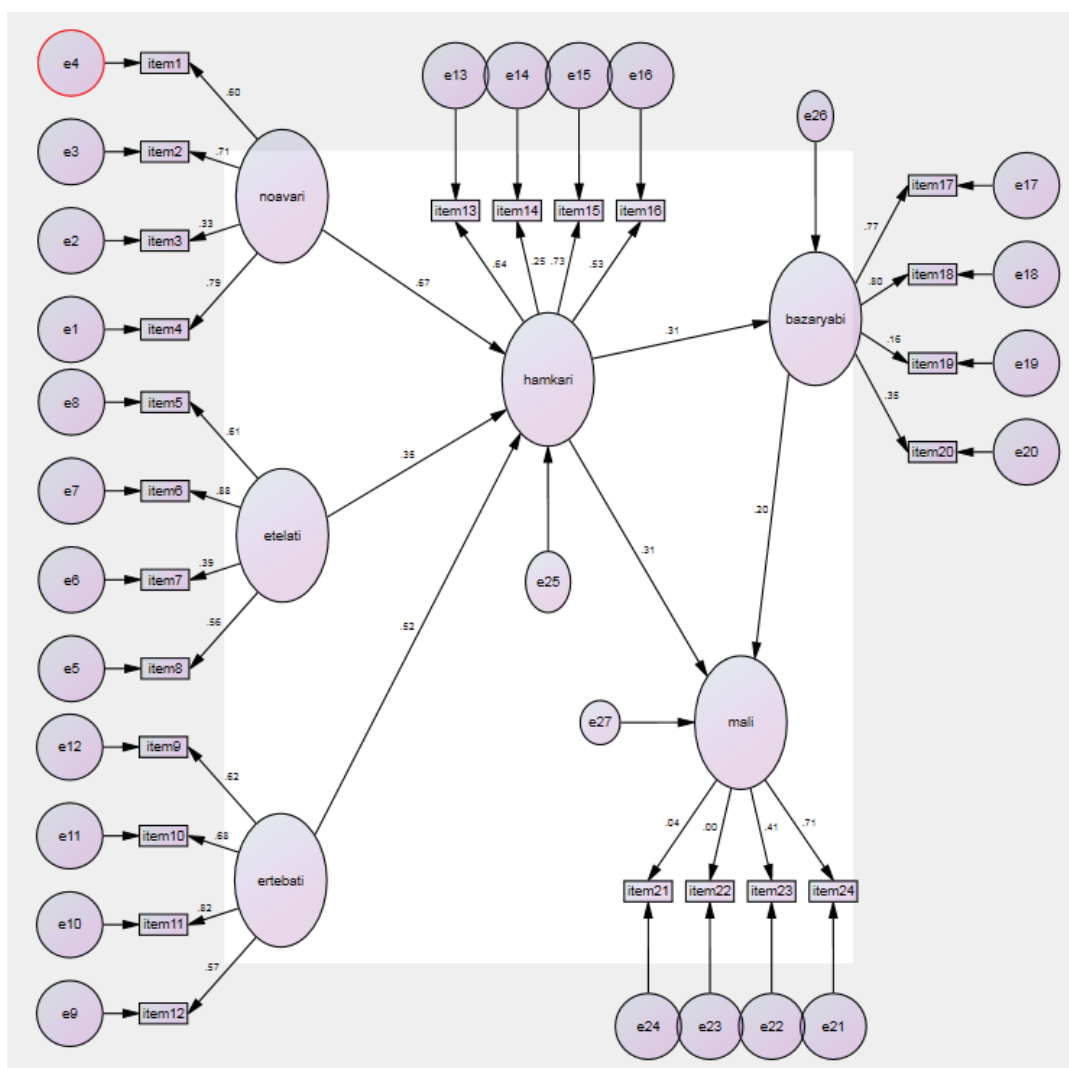 e4
item1
.60
e3
item2
.71
e2
item3
.33
e1
item4
.79
noavari
e8
item5
.61
e7
item6
.88
e6
item7
.39
e5
item8
.56
etelati
e12
item9
.62
e11
item10
.68
e10
item11
.82
e9
item12
.57
ertebati
e13
e14
e15
e16
item13
item14
item15
item16
.64
.25
.73
.53
.67
.35
.52
hamkari
e25
.31
.31
e26
bazaryabi
.20
.77
item17
e17
.80
item18
e18
.16
item19
e19
.35
item20
e20
e27
mali
.04
.00
.41
.71
item21
item22
item23
item24
e24
e23
e22
e21